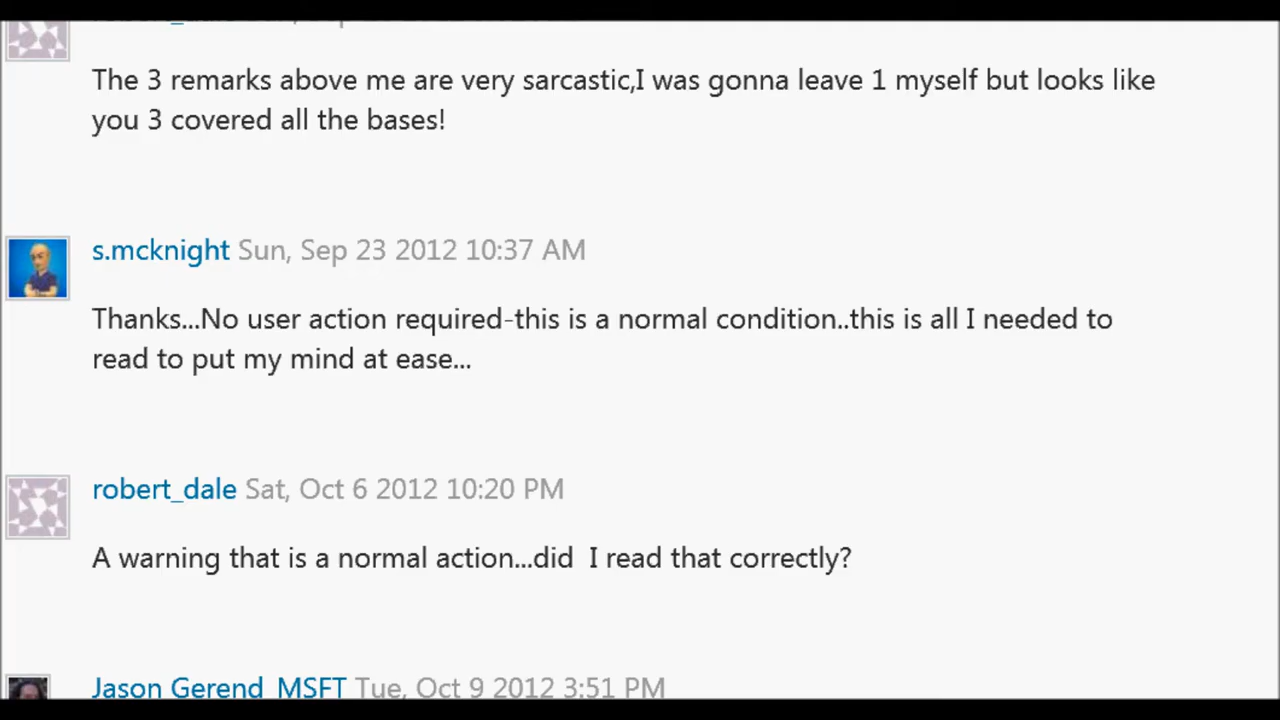 The 3 remarks above me are very sarcastic,I was gonna leave 1 myself but looks like
you 3 covered all the bases!
s.mcknight Sun, Sep 23 2012 10:37 AM
Thanks...No user action required-this is a normal condition..this is all I needed to
read to put my mind at ease...
robert_dale Sat, Oct 6 2012 10:20 PM
A warning that is a normal action...did  I read that correctly?
Jason Gerend_MSFT Tue, Oct 9 2012 3:51 PM